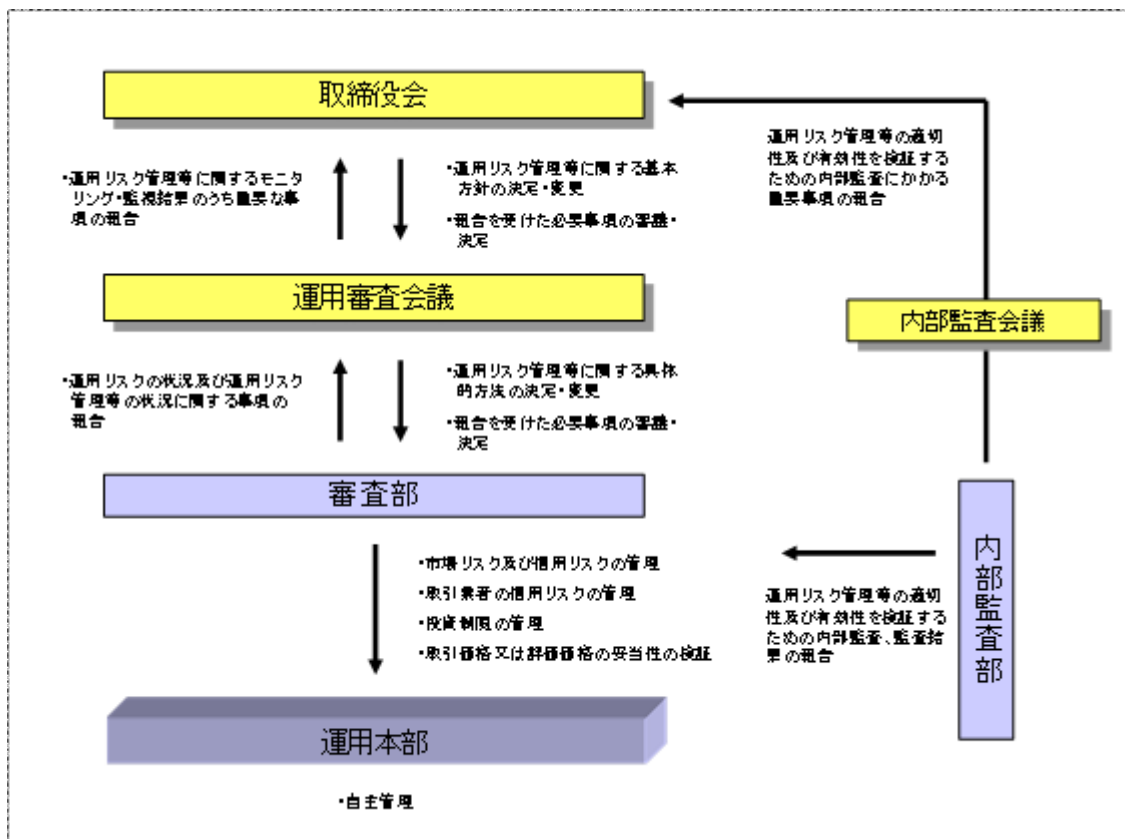 取締役会
・運用リスク管理等に関するモニタ
リング・監視結果のうち重要な事
項の報告
・運用リスク管理等に関する基本
方針の決定・変更
・報告を受けた必要事項の審議・
決定
運用リスク管理等の適切
性及び有効性を検証する
ための内部監査にかかる
重要事項の報告
運用審査会議
内部監査会議
・運用リスクの状況及び運用リスク
管理等の状況に関する事項の
報告
・運用リスク管理等に関する具体
的方法の決定・変更
・報告を受けた必要事項の審議・
決定
審査部
・市場リスク及び信用リスクの管理
・取引業者の信用リスクの管理
・投資制限の管理
・取引価格又は評価価格の妥当性の検証
運用リスク管理等の適切
性及び有効性を検証する
ための内部監査、監査結
果の報告
内部監査部
運用本部
・自主管理